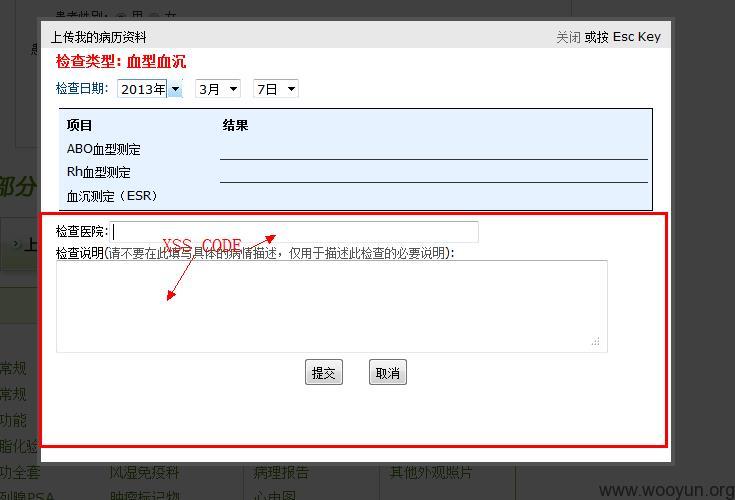 患者性别: 男 女
上传我的病历资料 关闭 或按 Esc Key
检查类型: 血型血沉
检查日期: 2013年 3月 7日
项目 结果
ABO血型测定
Rh血型测定
血沉测定（ESR）
部分
上
检查医院:
XSS CODE
检查说明(请不要在此填写具体的病情描述，仅用于描述此检查的必要说明):
提交 取消
常规
常规
功能
脂化验
功全套 风湿免疫科 病理报告 其他外观照片
列腺PSA 肿瘤标记物 心电图
www.wooyun.org